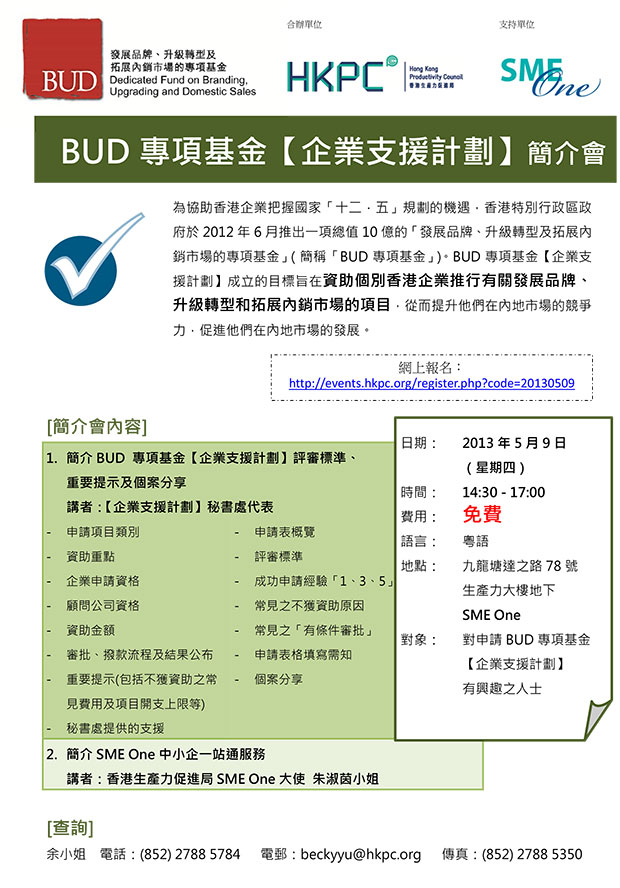 合辦單位
支持單位
BUD
發展品牌、升級轉型及
拓展內銷市場的專項基金
Dedicated Fund on Branding,
Upgrading and Domestic Sales
HKPC
Hong Kong
Productivity Council
香港生產力促進局
SME
One
BUD 專項基金【企業支援計劃】簡介會
為協助香港企業把握國家「十二．五」規劃的機遇，香港特別行政區政
府於 2012 年 6 月推出一項總值 10 億的「發展品牌、升級轉型及拓展內
銷市場的專項基金」(簡稱「BUD 專項基金」)。BUD 專項基金【企業支
援計劃】成立的目標旨在資助個別香港企業推行有關發展品牌、
升級轉型和拓展內銷市場的項目，從而提升他們在內地市場的競爭
力，促進他們在內地市場的發展。
網上報名：
http://events.hkpc.org/register.php?code=20130509
[簡介會內容]
1. 簡介 BUD 專項基金【企業支援計劃】評審標準、
重要提示及個案分享
講者：【企業支援計劃】秘書處代表
- 申請項目類別
- 資助重點
- 企業申請資格
- 顧問公司資格
- 資助金額
- 審批、撥款流程及結果公布
- 重要提示(包括不獲資助之常
見費用及項目開支上限等)
- 秘書處提供的支援
- 申請表概覽
- 評審標準
- 成功申請經驗「1、3、5」
- 常見之不獲資助原因
- 常見之「有條件審批」
- 申請表格填寫需知
- 個案分享
2. 簡介 SME One 中小企一站通服務
講者：香港生產力促進局 SME One 大使 朱淑茵小姐
日期： 2013 年 5 月 9 日
（星期四）
時間： 14:30 - 17:00
費用： 免費
語言： 粵語
地點： 九龍塘達之路 78 號
生產力大樓地下
SME One
對象： 對申請 BUD 專項基金
【企業支援計劃】
有興趣之人士
[查詢]
余小姐 電話：(852) 2788 5784 電郵：beckyyu@hkpc.org 傳真：(852) 2788 5350